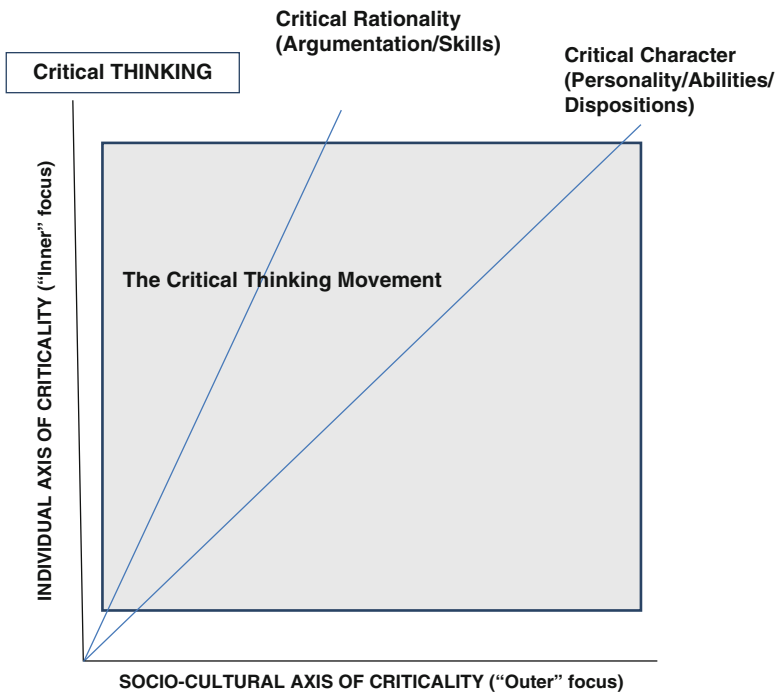 Critical Rationality
(Argumentation/Skills)
Critical Character
(Personality/Abilities/
Dispositions)
Critical THINKING
INDIVIDUAL AXIS OF CRITICALITY (“Inner” focus)
The Critical Thinking Movement
SOCIO-CULTURAL AXIS OF CRITICALITY (“Outer” focus)